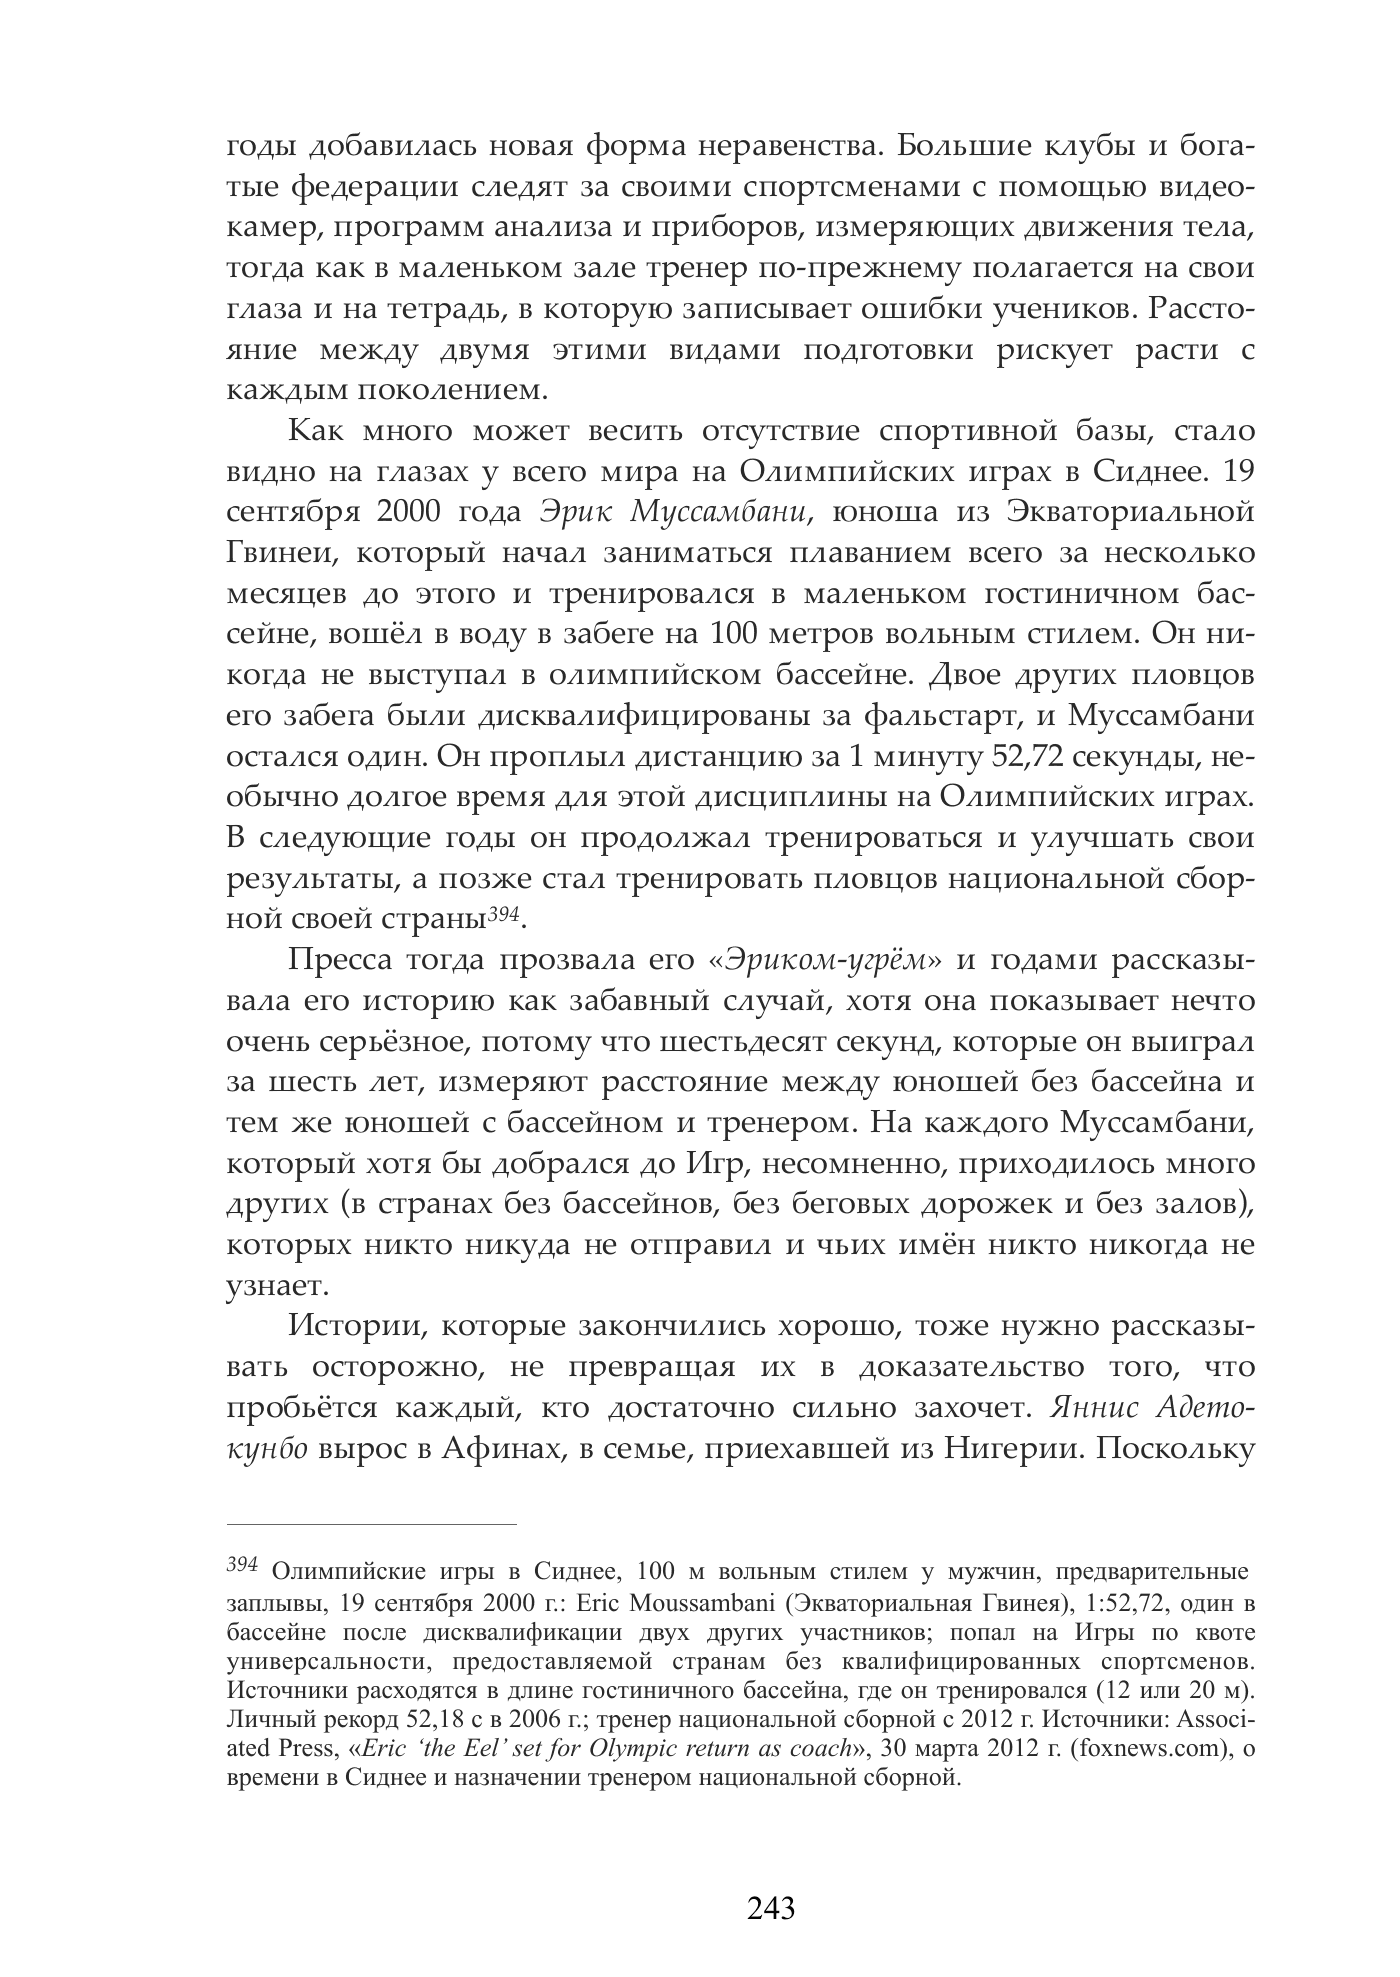 годы добавилась новая форма неравенства. Большие клубы и бога-
тые федерации следят за своими спортсменами с помощью видео-
камер, программ анализа и приборов, измеряющих движения тела,
тогда как в маленьком зале тренер по-прежнему полагается на свои
глаза и на тетрадь, в которую записывает ошибки учеников. Рассто-
яние между двумя этими видами подготовки рискует расти с
каждым поколением.
Как много может весить отсутствие спортивной базы, стало
видно на глазах у всего мира на Олимпийских играх в Сиднее. 19
сентября 2000 года Эрик Муссамбани, юноша из Экваториальной
Гвинеи, который начал заниматься плаванием всего за несколько
месяцев до этого и тренировался в маленьком гостиничном бас-
сейне, вошёл в воду в забеге на 100 метров вольным стилем. Он ни-
когда не выступал в олимпийском бассейне. Двое других пловцов
его забега были дисквалифицированы за фальстарт, и Муссамбани
остался один. Он проплыл дистанцию за 1 минуту 52,72 секунды, не-
обычно долгое время для этой дисциплины на Олимпийских играх.
В следующие годы он продолжал тренироваться и улучшать свои
результаты, а позже стал тренировать пловцов национальной сбор-
ной своей страны394.
Пресса тогда прозвала его «Эриком-угрём» и годами рассказы-
вала его историю как забавный случай, хотя она показывает нечто
очень серьёзное, потому что шестьдесят секунд, которые он выиграл
за шесть лет, измеряют расстояние между юношей без бассейна и
тем же юношей с бассейном и тренером. На каждого Муссамбани,
который хотя бы добрался до Игр, несомненно, приходилось много
других (в странах без бассейнов, без беговых дорожек и без залов),
которых никто никуда не отправил и чьих имён никто никогда не
узнает.
Истории, которые закончились хорошо, тоже нужно рассказы-
вать осторожно, не превращая их в доказательство того, что
пробьётся каждый, кто достаточно сильно захочет. Яннис Адето-
кунбо вырос в Афинах, в семье, приехавшей из Нигерии. Поскольку
394 Олимпийские игры в Сиднее, 100 м вольным стилем у мужчин, предварительные
заплывы, 19 сентября 2000 г.: Eric Moussambani (Экваториальная Гвинея), 1:52,72, один в
бассейне после дисквалификации двух других участников; попал на Игры по квоте
универсальности, предоставляемой странам без квалифицированных спортсменов.
Источники расходятся в длине гостиничного бассейна, где он тренировался (12 или 20 м).
Личный рекорд 52,18 с в 2006 г.; тренер национальной сборной с 2012 г. Источники: Associ-
ated Press, «Eric ‘the Eel’ set for Olympic return as coach», 30 марта 2012 г. (foxnews.com), о
времени в Сиднее и назначении тренером национальной сборной.
243